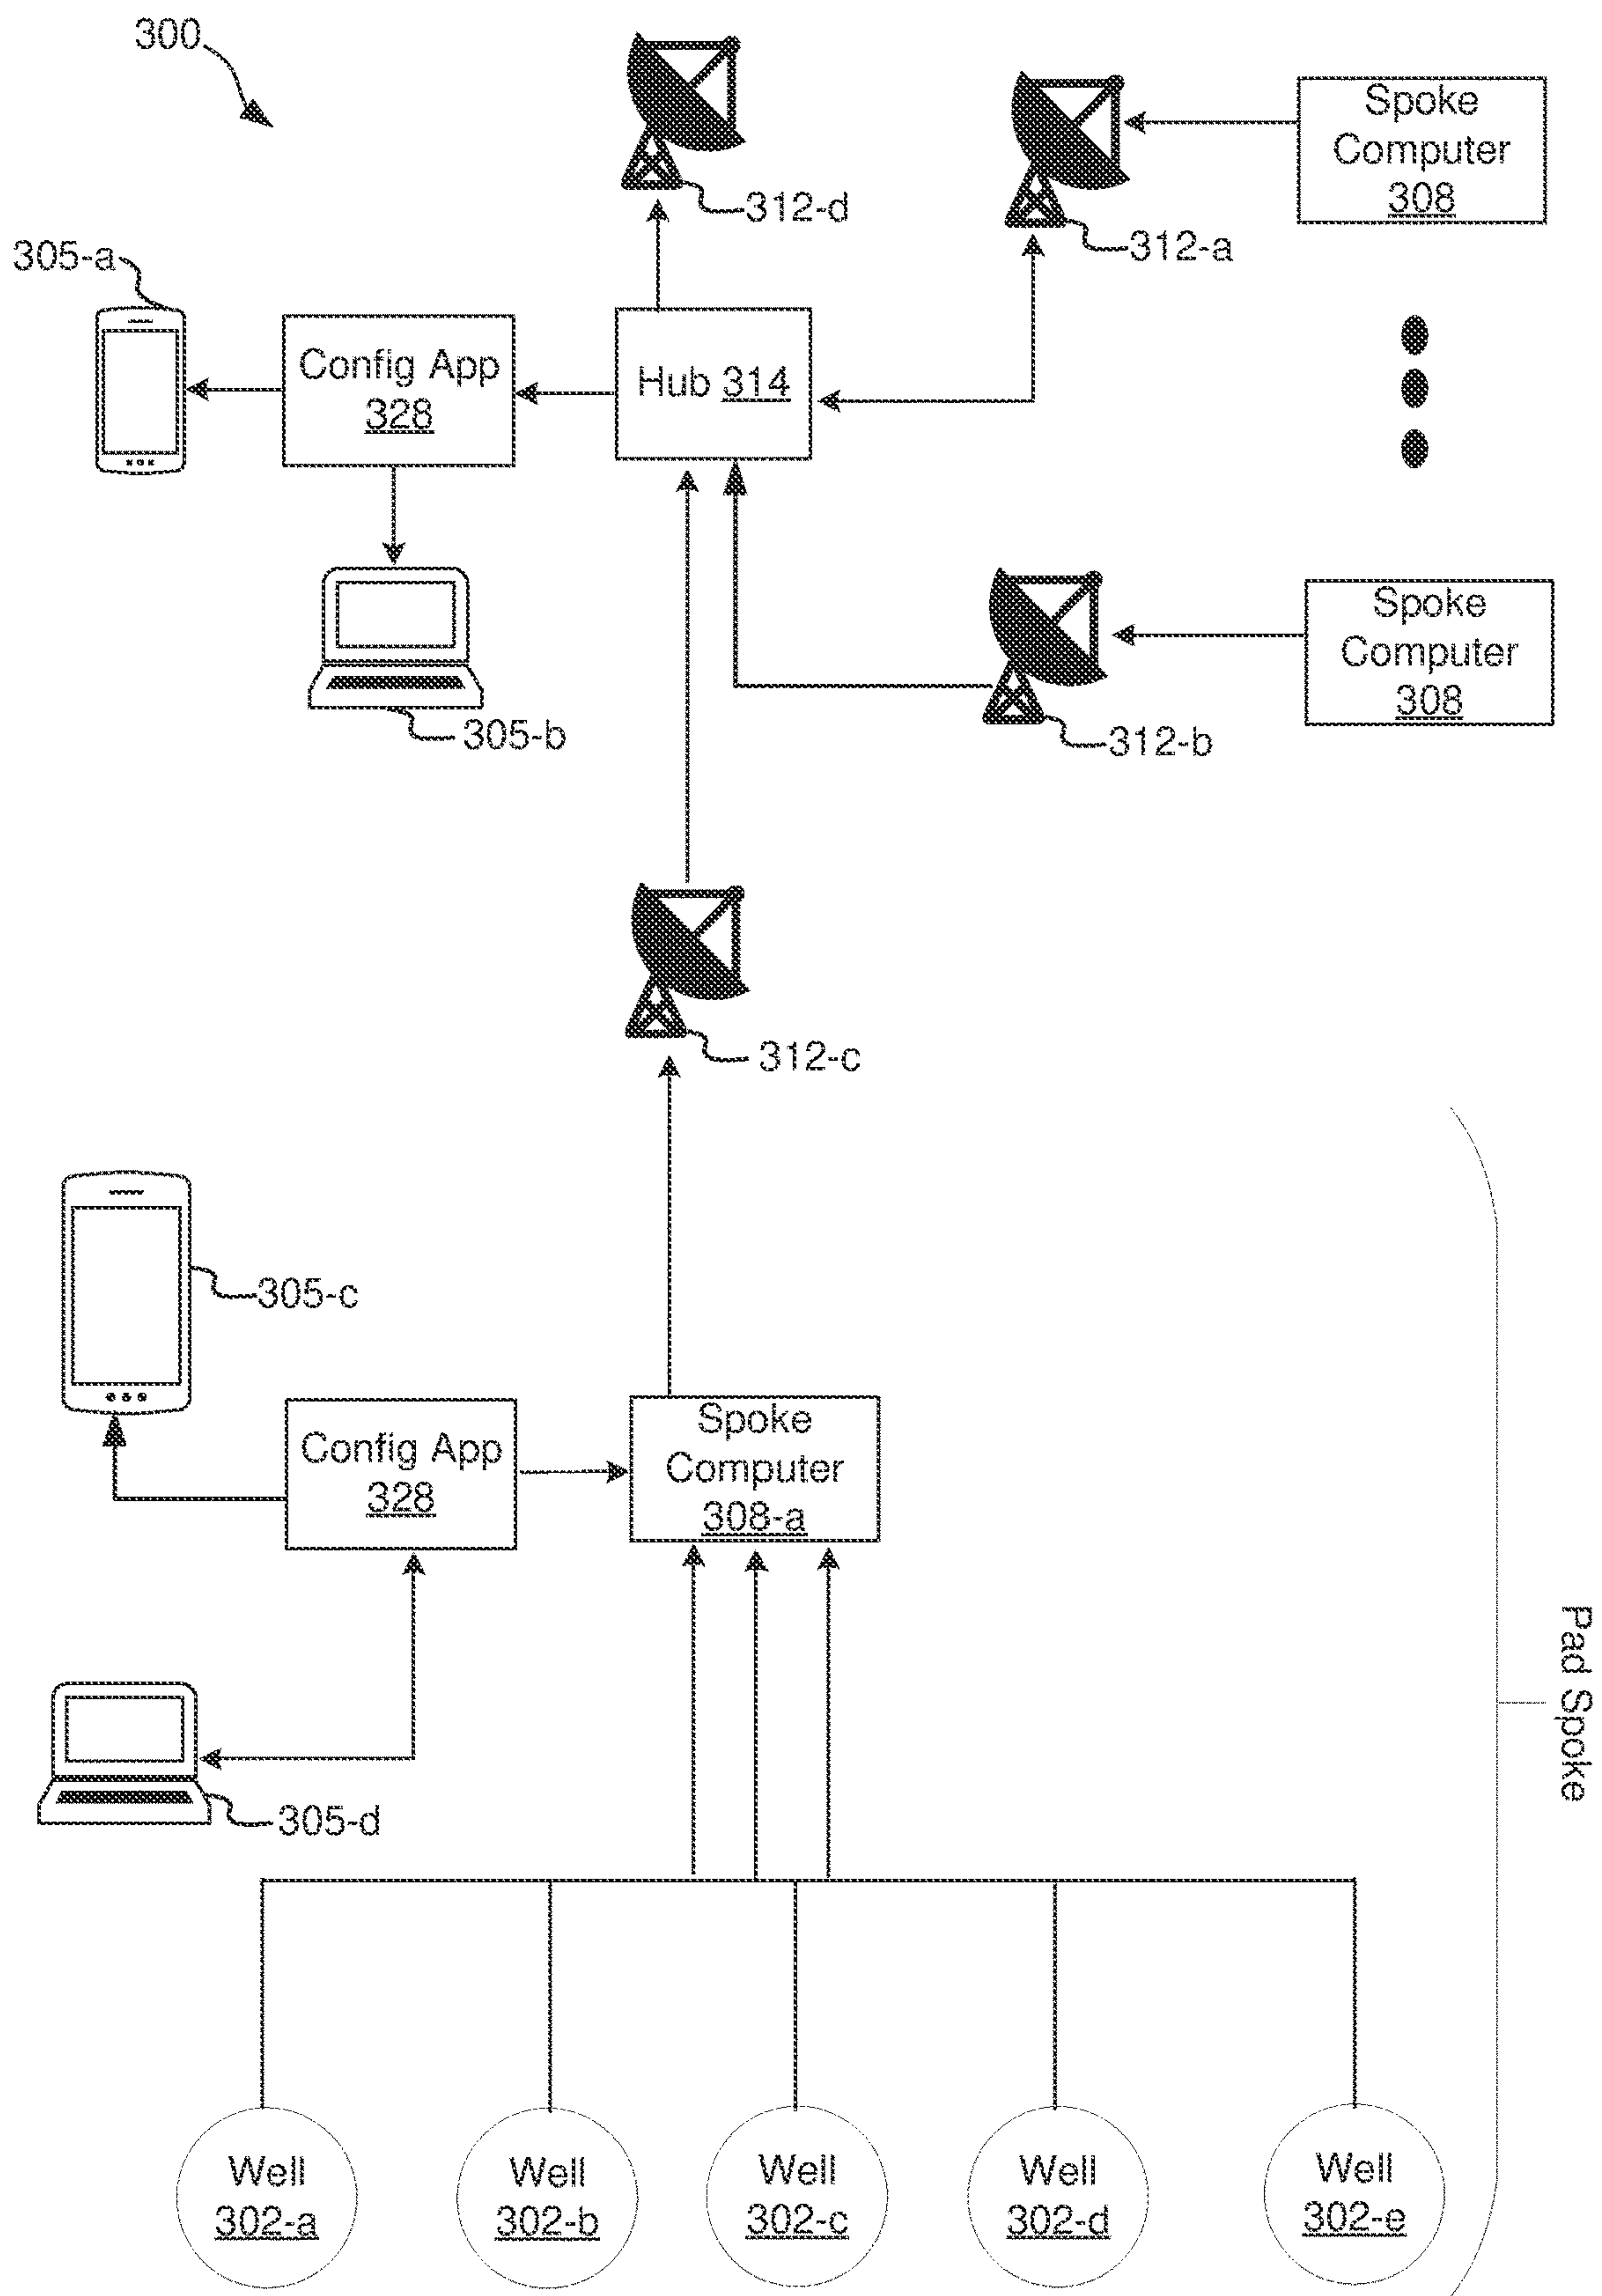 300
312-d
Spoke
Computer
308
312-a
305-a
Config App
328
Hub 314
305-b
Spoke
Computer
308
312-b
312-c
305-c
Config App
328
Spoke
Computer
308-a
305-d
Pad Spoke
Well
302-a
Well
302-b
Well
302-c
Well
302-d
Well
302-e